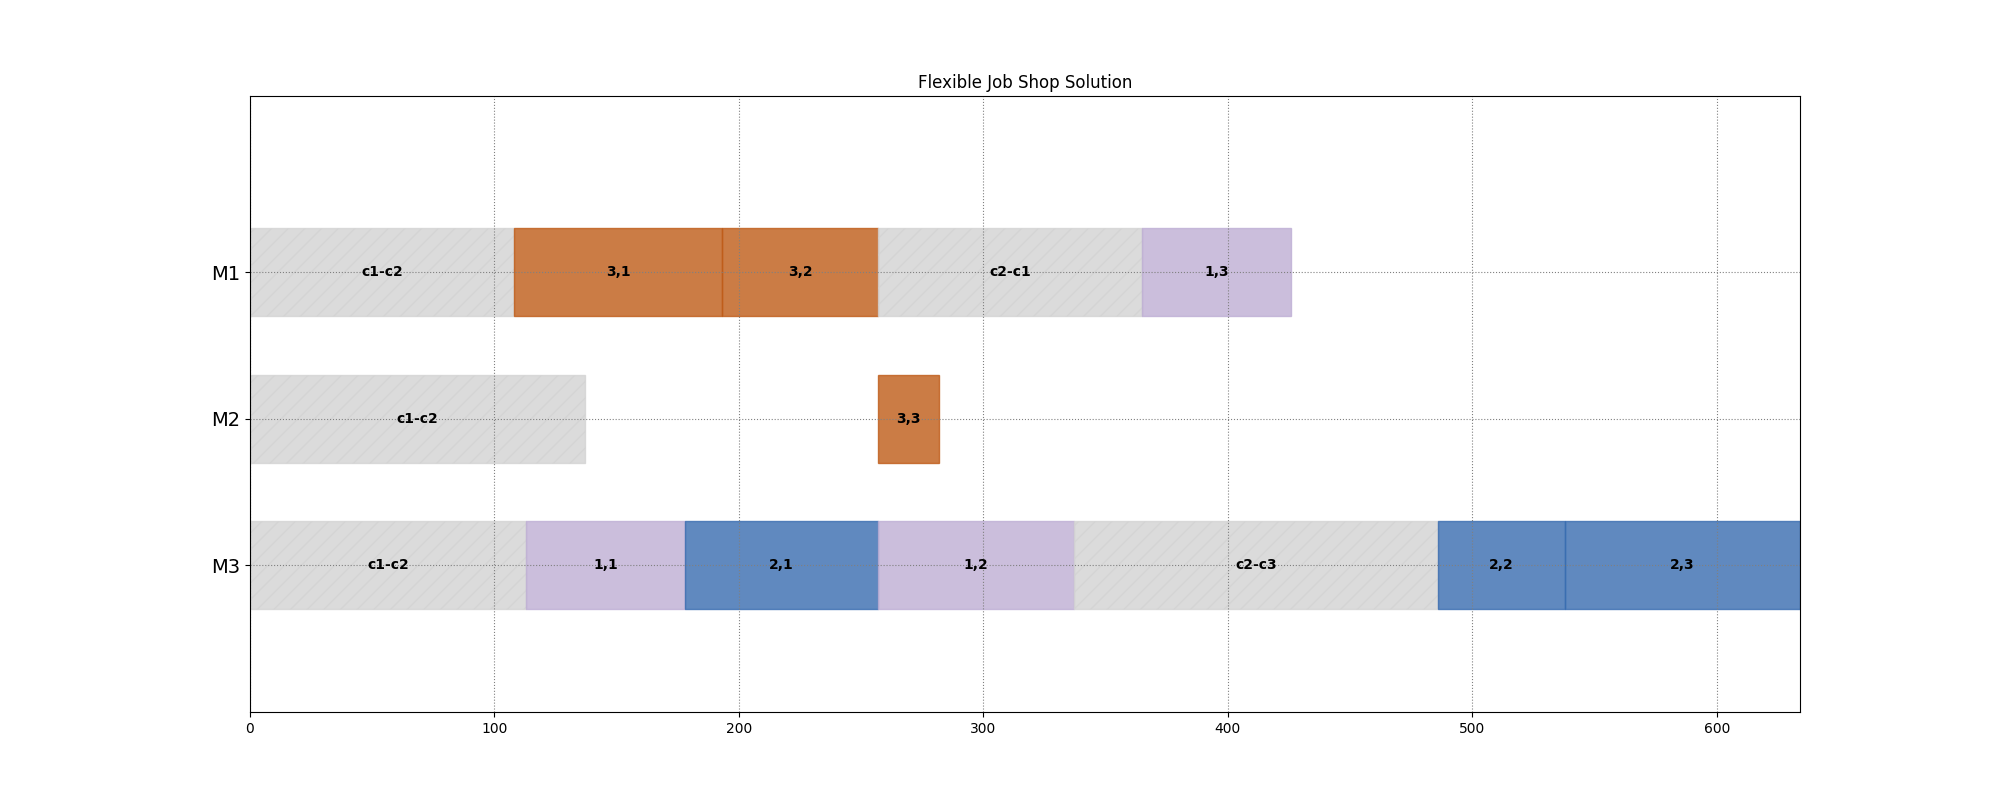 Flexible Job Shop Solution
M1
c1-c2
3,1
3,2
c2-c1
1,3
M2
c1-c2
3,3
M3
c1-c2
1,1
2,1
1,2
c2-c3
2,2
2,3
0 100 200 300 400 500 600